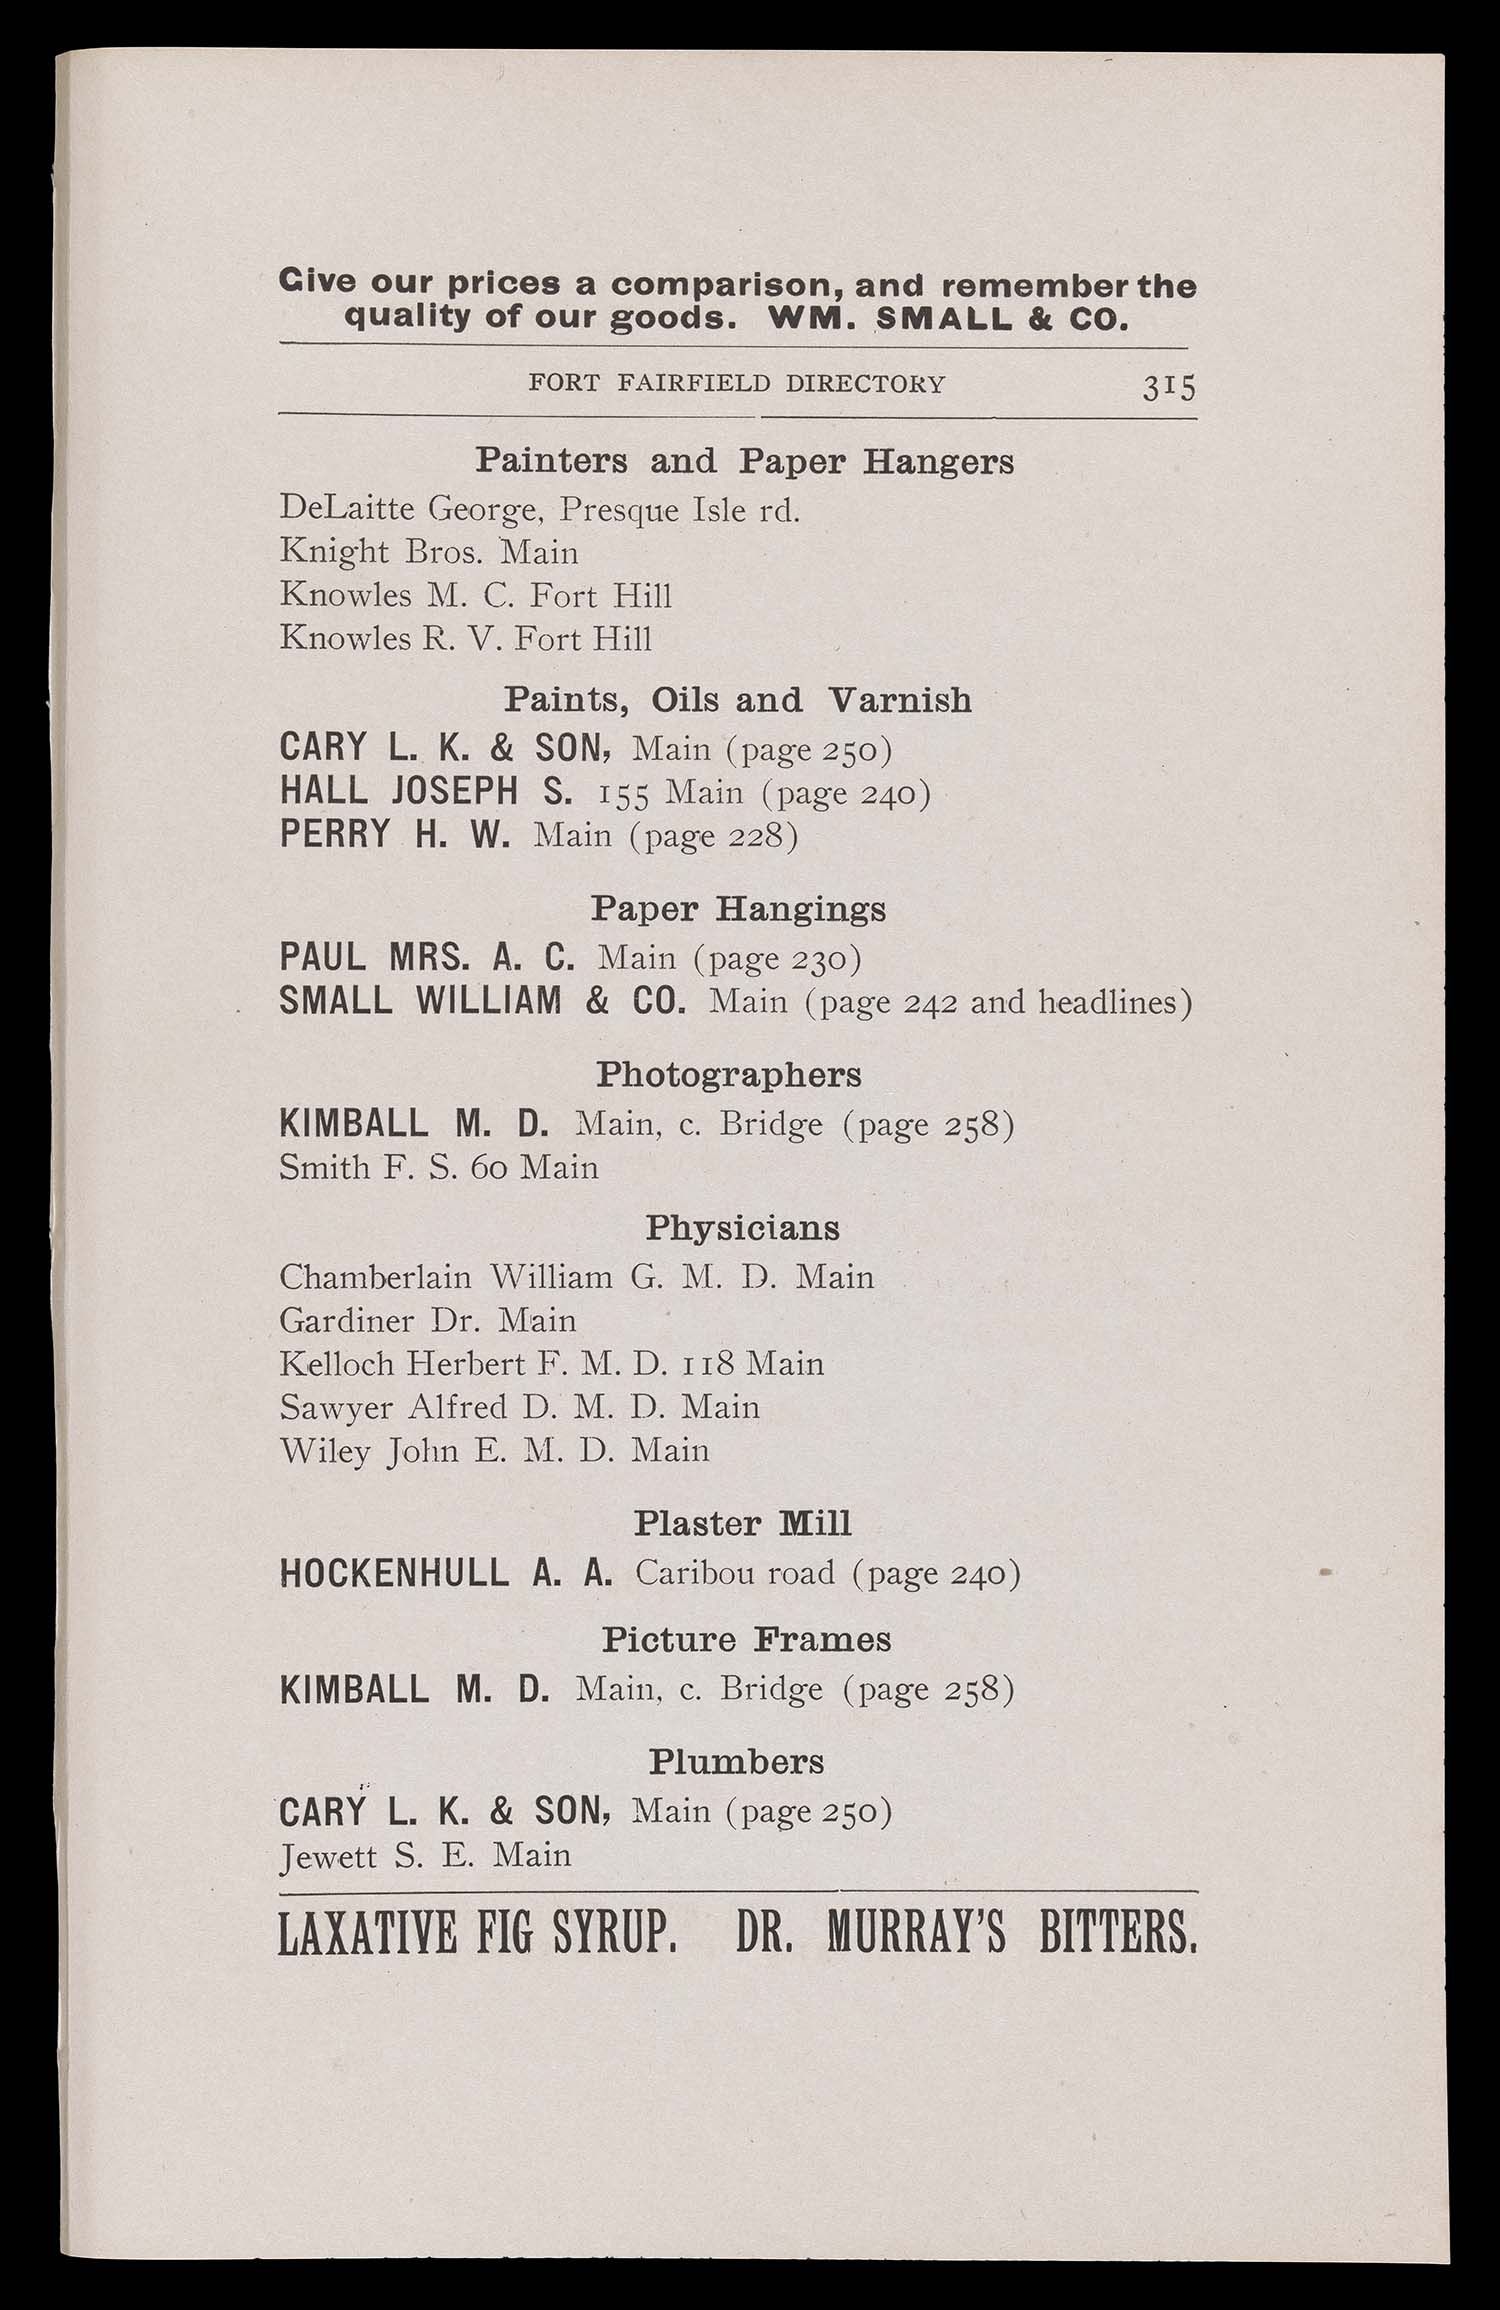 Give our prices a comparison, and remember the
quality of our goods. WM. SMALL & CO.
FORT FAIRFIELD DIRECTORY 315
Painters and Paper Hangers
DeLaitte George, Presque Isle rd.
Knight Bros. Main
Knowles M. C. Fort Hill
Knowles R. V. Fort Hill
Paints, Oils and Varnish
CARY L. K. & SON, Main (page 250)
HALL JOSEPH S. 155 Main (page 240)
PERRY H. W. Main (page 228)
Paper Hangings
PAUL MRS. A. C. Main (page 230)
SMALL WILLIAM & CO. Main (page 242 and headlines)
Photographers
KIMBALL M. D. Main, c. Bridge (page 258)
Smith F. S. 60 Main
Physicians
Chamberlain William G. M. D. Main
Gardiner Dr. Main
Kelloch Herbert F. M. D. 118 Main
Sawyer Alfred D. M. D. Main
Wiley John E. M. D. Main
Plaster Mill
HOCKENHULL A. A. Caribou road (page 240)
Picture Frames
KIMBALL M. D. Main, c. Bridge (page 258)
Plumbers
CARY L. K. & SON, Main (page 250)
Jewett S. E. Main
LAXATIVE FIG SYRUP. DR. MURRAY'S BITTERS.